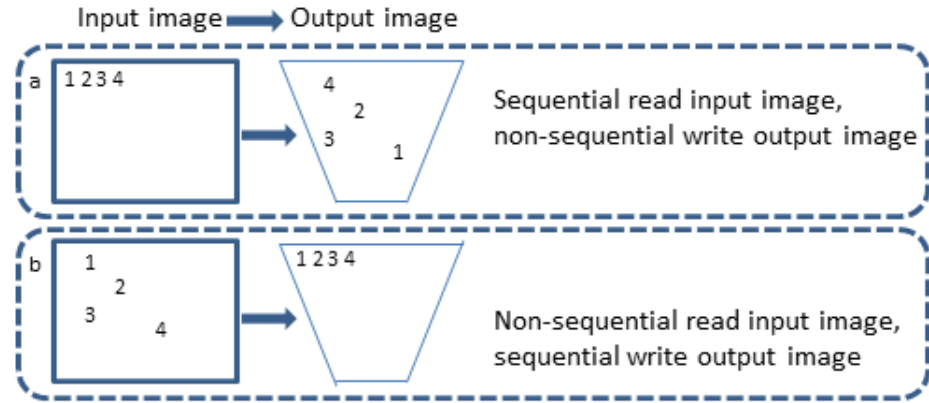 Input image Output image
a
1 2 3 4
4
2
3
1
Sequential read input image,
non-sequential write output image
b
1
2
3
4
1 2 3 4
Non-sequential read input image,
sequential write output image